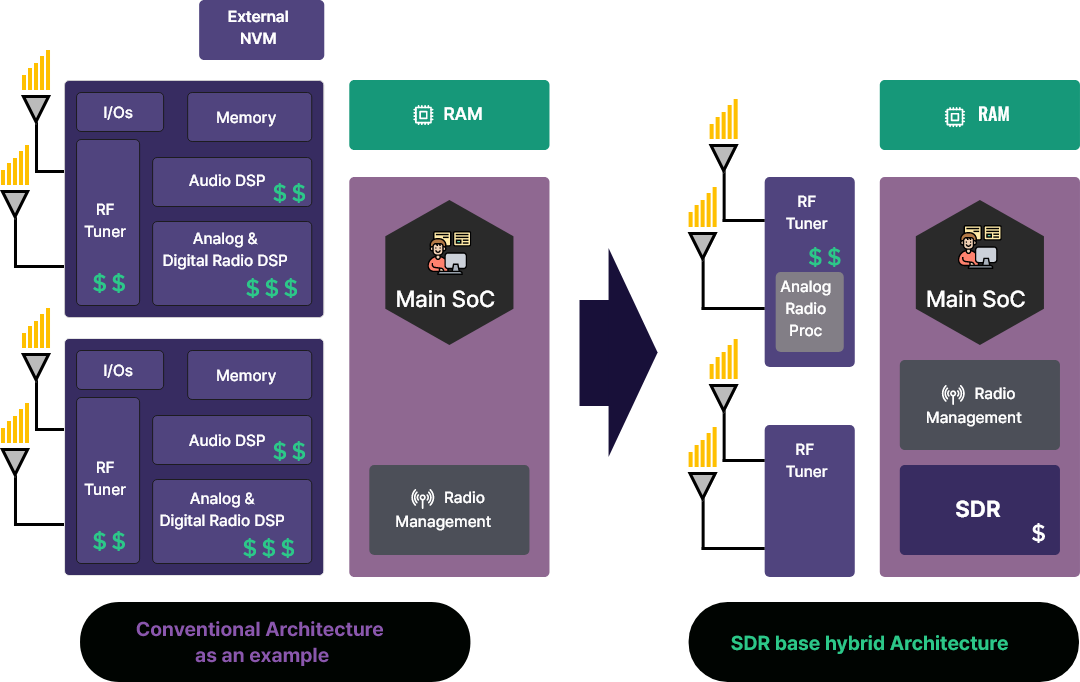 External
NVM
I/Os
Memory
Audio DSP
$ $
RF
Tuner
$ $
Analog &
Digital Radio DSP
$ $ $
I/Os
Memory
Audio DSP
$ $
RF
Tuner
$ $
Analog &
Digital Radio DSP
$ $ $
RAM
Main SoC
Radio
Management
Conventional Architecture
as an example
RF
Tuner
$ $
Analog
Radio
Proc
RF
Tuner
RAM
Main SoC
Radio
Management
SDR
$
SDR base hybrid Architecture